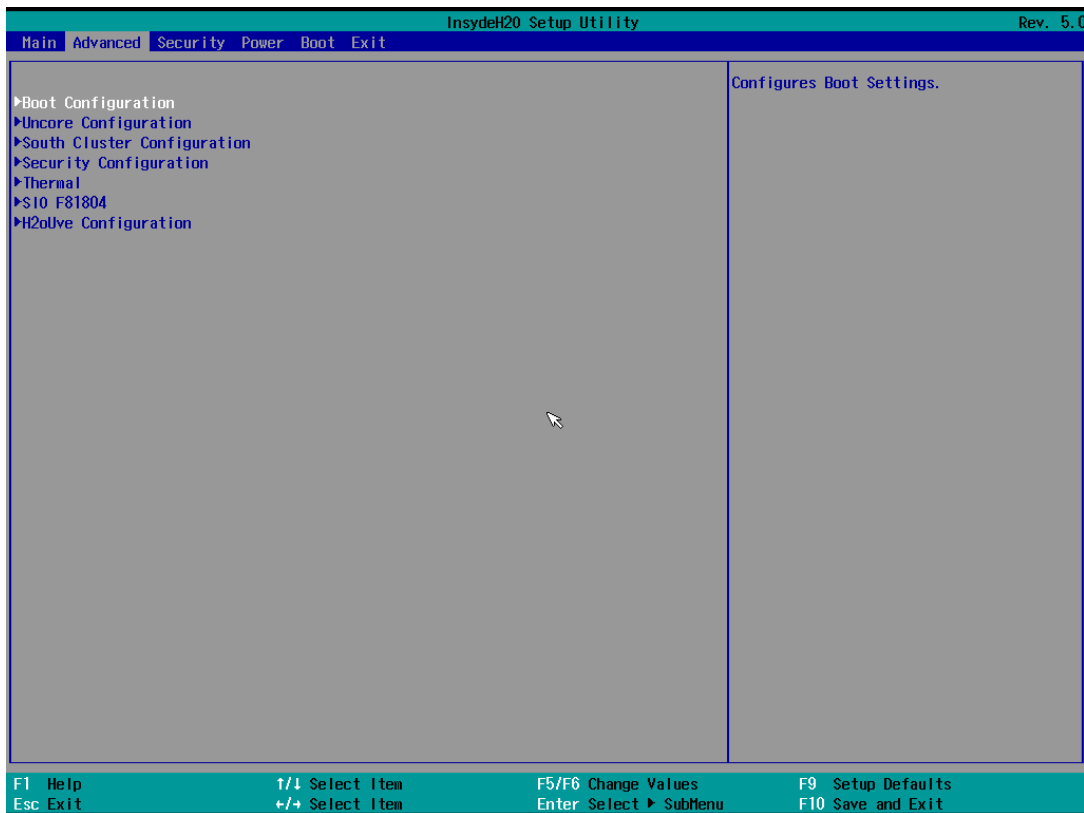 InsydeH20 Setup Utility Rev. 5.0
Main Advanced Security Power Boot Exit
Configures Boot Settings.
▶Boot Configuration
▶Uncore Configuration
▶South Cluster Configuration
▶Security Configuration
▶Thermal
▶SIO F81804
▶H2oUve Configuration
F1 Help ↑/↓ Select Item F5/F6 Change Values F9 Setup Defaults
Esc Exit ←/→ Select Item Enter Select ▶ SubMenu F10 Save and Exit